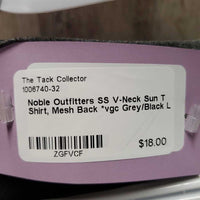 The Tack Collector
1006740-32
Noble Outfitters SS V-Neck Sun T
Shirt, Mesh Back *vgc Grey/Black L
$18.00
ZGFVCF